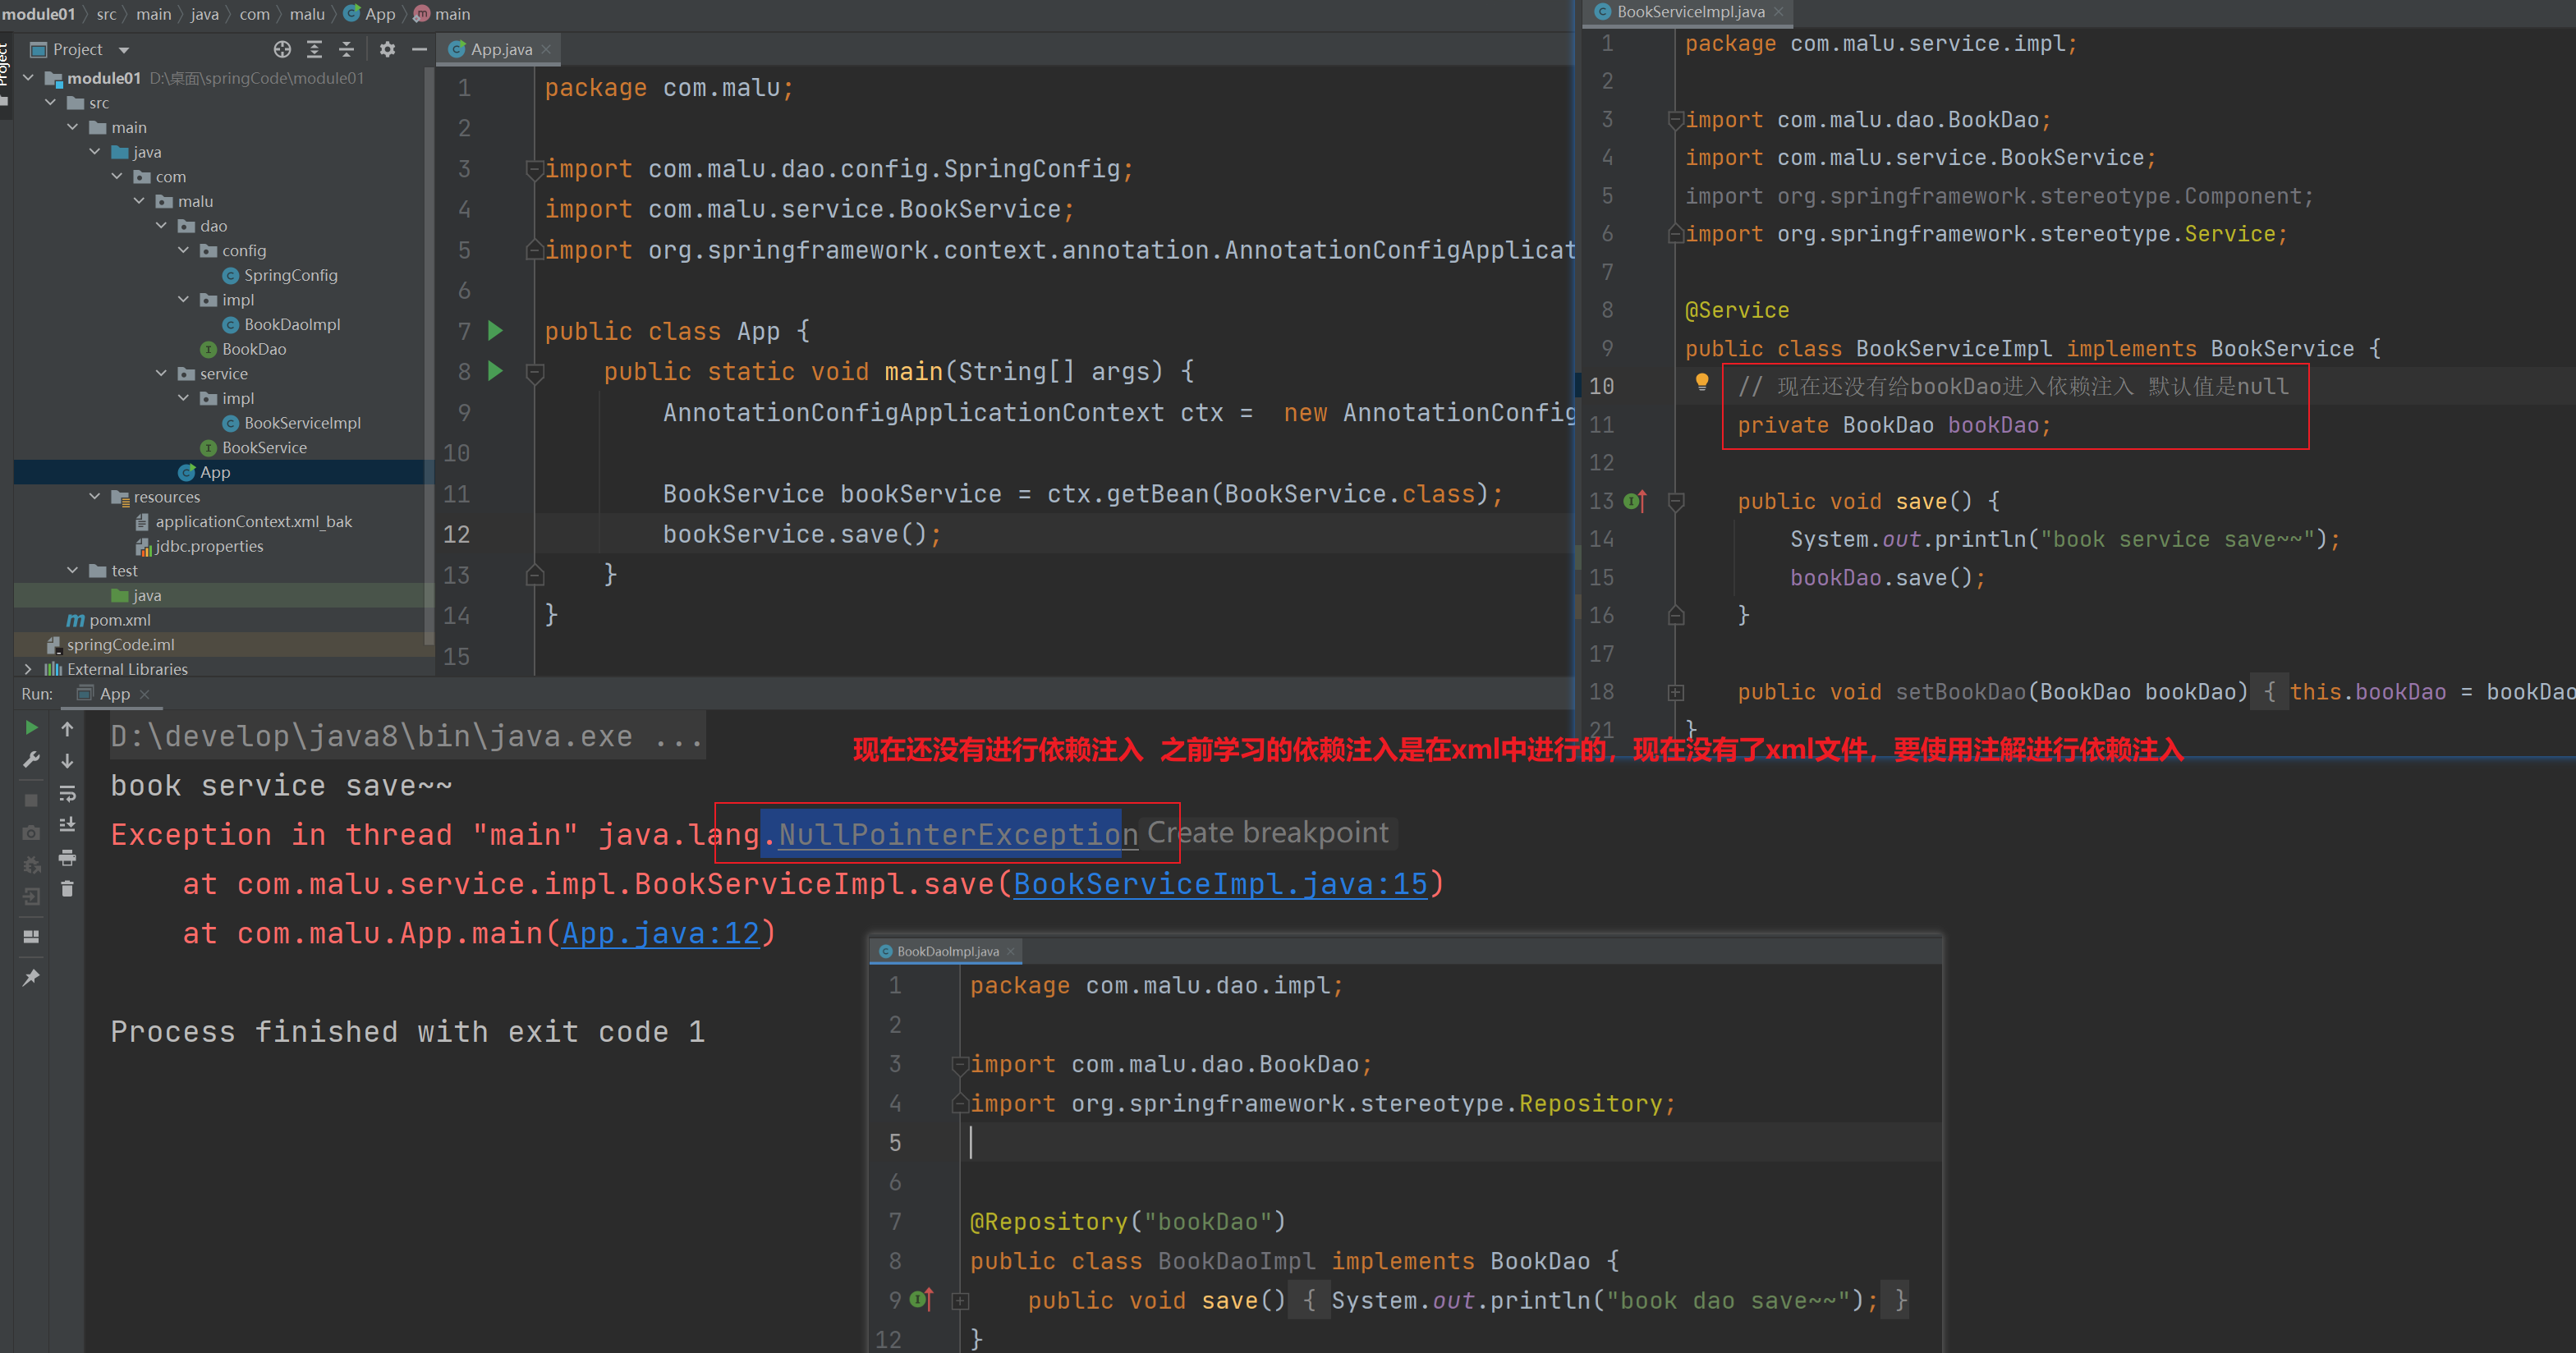 module01 > src > main > java > com > malu > App > main
Project
module01 D:\桌面\springCode\module01
src
main
java
com
malu
dao
config
SpringConfig
impl
BookDaoImpl
BookDao
service
impl
BookServiceImpl
BookService
App
resources
applicationContext.xml_bak
jdbc.properties
test
java
pom.xml
springCode.iml
External Libraries
Project
App.java
1 package com.malu;
2
3 import com.malu.dao.config.SpringConfig;
4 import com.malu.service.BookService;
5 import org.springframework.context.annotation.AnnotationConfigApplicat
6
7 public class App {
8 public static void main(String[] args) {
9 AnnotationConfigApplicationContext ctx = new AnnotationConfig
10
11 BookService bookService = ctx.getBean(BookService.class);
12 bookService.save();
13 }
14 }
15
BookServiceImpl.java
1 package com.malu.service.impl;
2
3 import com.malu.dao.BookDao;
4 import com.malu.service.BookService;
5 import org.springframework.stereotype.Component;
6 import org.springframework.stereotype.Service;
7
8 @Service
9 public class BookServiceImpl implements BookService {
10 // 现在还没有给bookDao进入依赖注入 默认值是null
11 private BookDao bookDao;
12
13 public void save() {
14 System.out.println("book service save~~");
15 bookDao.save();
16 }
17
18 public void setBookDao(BookDao bookDao) { this.bookDao = bookDao
21 }
现在还没有进行依赖注入 之前学习的依赖注入是在xml中进行的，现在没有了xml文件，要使用注解进行依赖注入
Run: App
D:\develop\java8\bin\java.exe ...
book service save~~
Exception in thread "main" java.lang.NullPointerException Create breakpoint
at com.malu.service.impl.BookServiceImpl.save(BookServiceImpl.java:15)
at com.malu.App.main(App.java:12)
Process finished with exit code 1
BookDaoImpl.java
1 package com.malu.dao.impl;
2
3 import com.malu.dao.BookDao;
4 import org.springframework.stereotype.Repository;
5
6
7 @Repository("bookDao")
8 public class BookDaoImpl implements BookDao {
9 public void save() { System.out.println("book dao save~~"); }
12 }